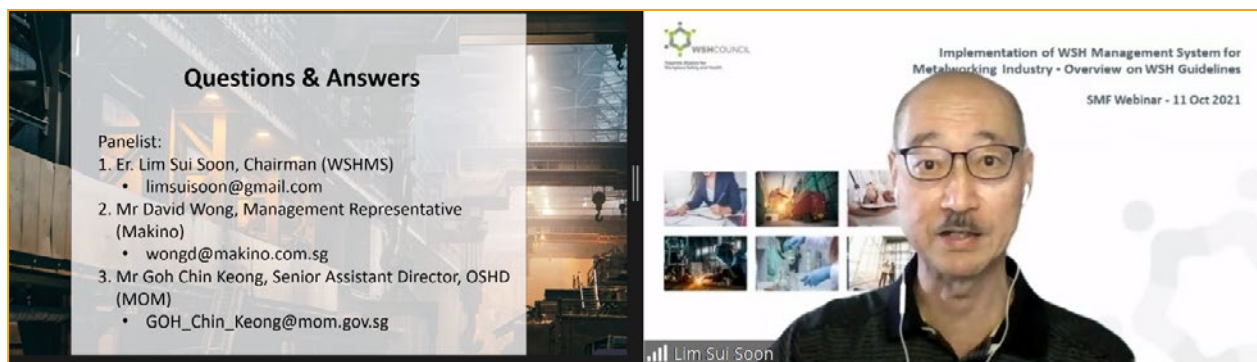 Questions & Answers
Panelist:
1. Er. Lim Sui Soon, Chairman (WSHMS)
• limsuisoon@gmail.com
2. Mr David Wong, Management Representative
(Makino)
• wongd@makino.com.sg
3. Mr Goh Chin Keong, Senior Assistant Director, OSHD
(MOM)
• GOH_Chin_Keong@mom.gov.sg
WSHCOUNCIL
Implementation of WSH Management System for
Metalworking Industry - Overview on WSH Guidelines
SMF Webinar - 11 Oct 2021
Lim Sui Soon